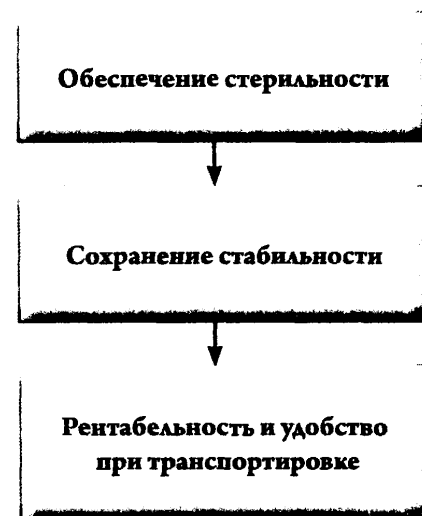 Обеспечение стерильности
Сохранение стабильности
Рентабельность и удобство
при транспортировке